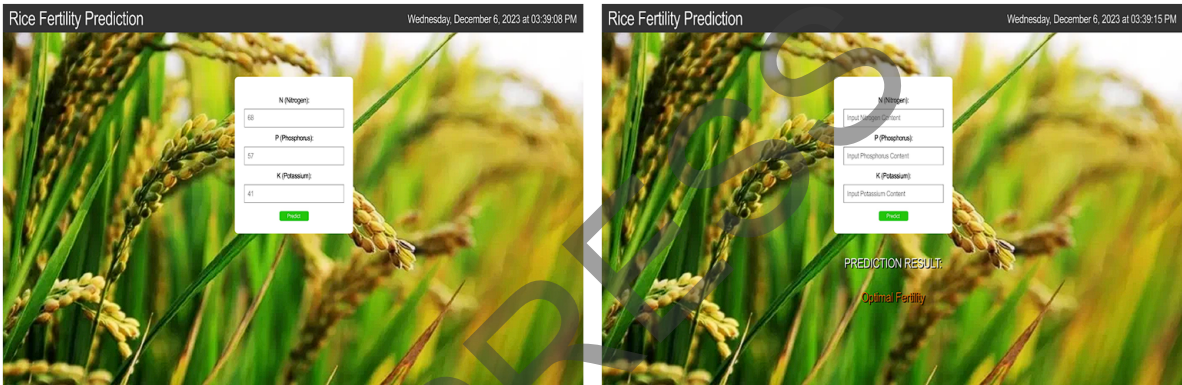 Rice Fertility Prediction
Wednesday, December 6, 2023 at 03:39:08 PM
N (Nitrogen):
68
P (Phosphorus):
57
K (Potassium):
41
Predict
Rice Fertility Prediction
Wednesday, December 6, 2023 at 03:39:15 PM
N (Nitrogen):
Input Nitrogen Content
P (Phosphorus):
Input Phosphorus Content
K (Potassium):
Input Potassium Content
Predict
PREDICTION RESULT:
Optimal Fertility
RESS